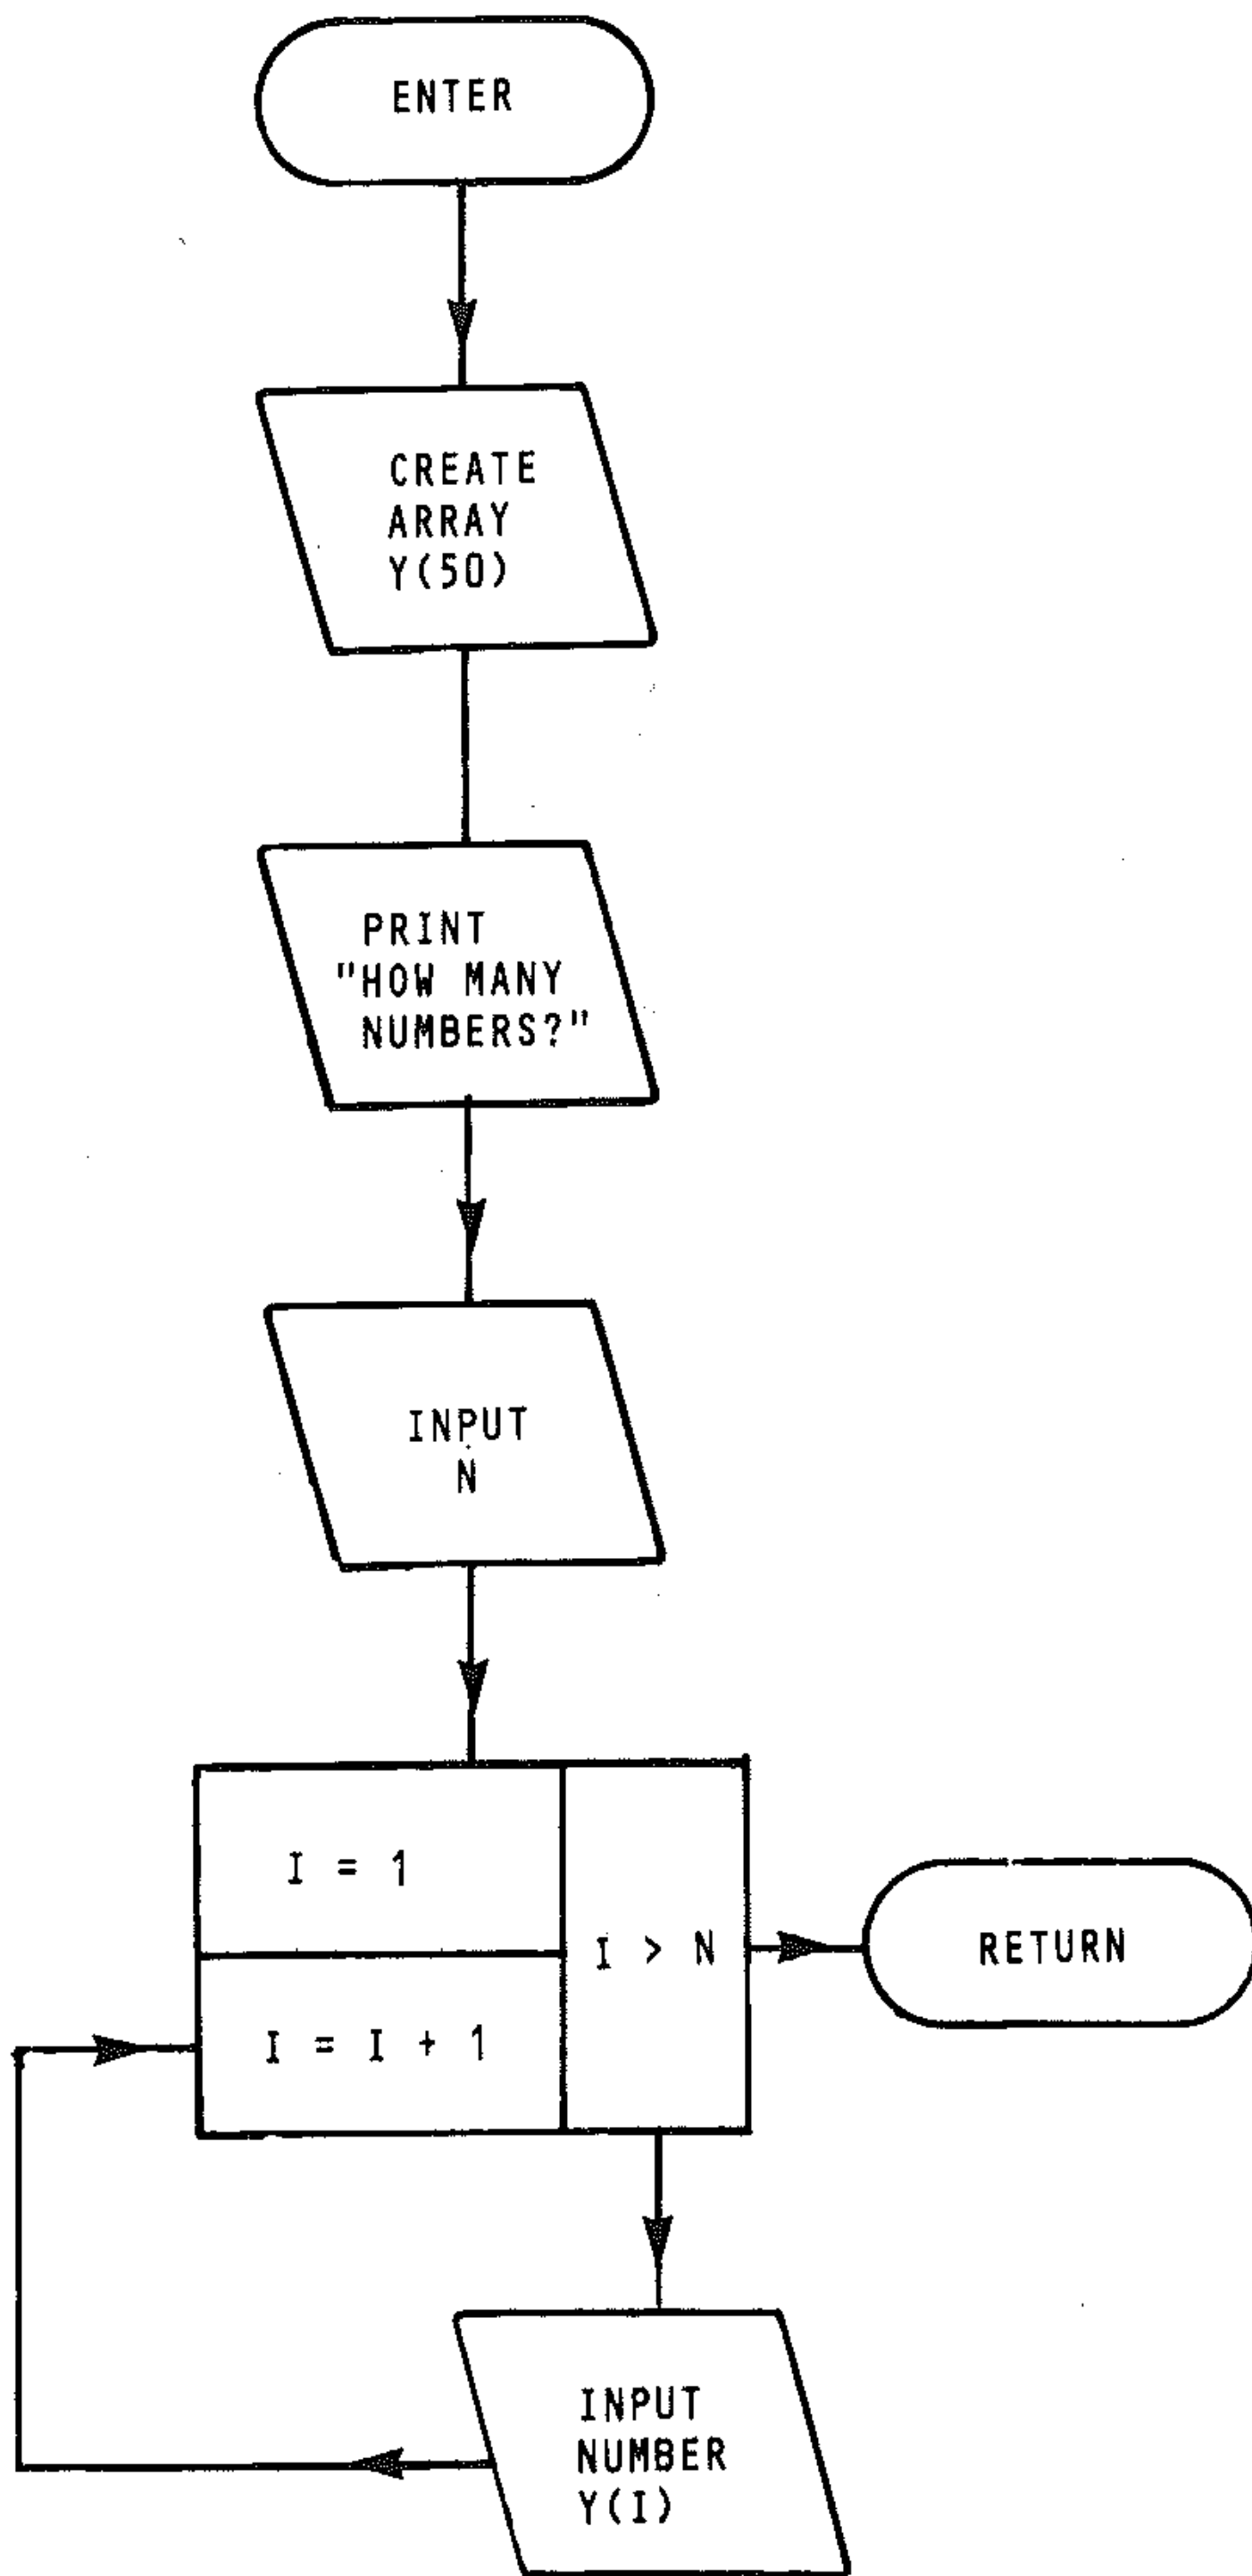 ENTER
CREATE
ARRAY
Y(50)
PRINT
"HOW MANY
NUMBERS?"
INPUT
N
I = 1
I > N
I = I + 1
RETURN
INPUT
NUMBER
Y(I)